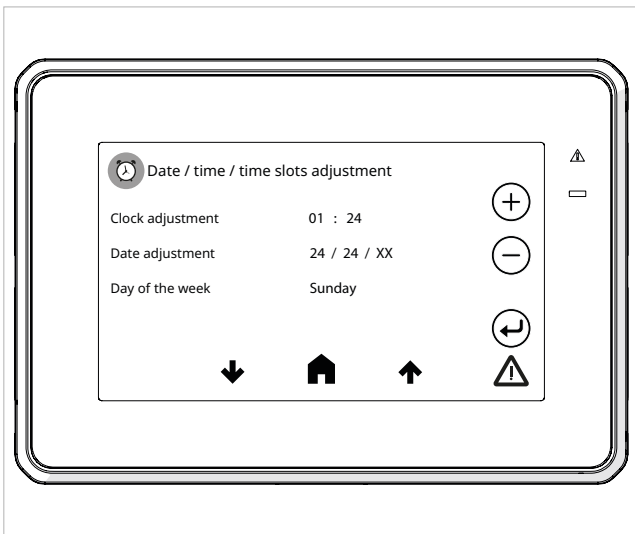 Date / time / time slots adjustment
Clock adjustment 01 : 24
Date adjustment 24 / 24 / XX
Day of the week Sunday